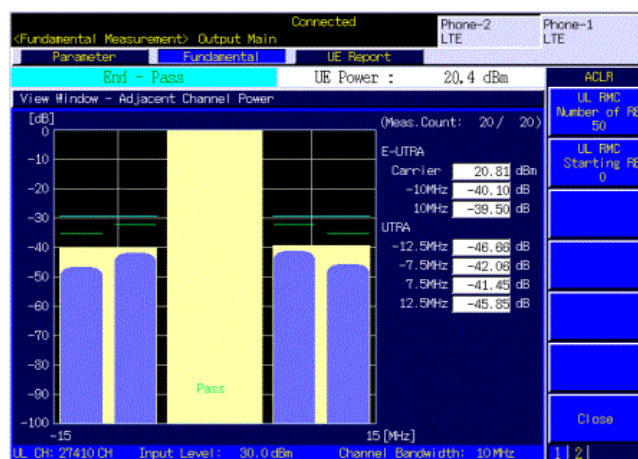 Connected
Phone-2 LTE
Phone-1 LTE
<Fundamental Measurement> Output Main
Parameter
Fundamental
UE Report
End - Pass
UE Power : 20.4 dBm
ACLR
View Window - Adjacent Channel Power
UL RMC
Number of RB
50
UL RMC
Starting RB
0
Close
1 2
[dB]
0
-10
-20
-30
-40
-50
-60
-70
-80
-90
-100
-15
15 [MHz]
Pass
(Meas.Count: 20/ 20)
E-UTRA
Carrier 20.81 dBm
-10MHz -40.10 dB
10MHz -39.50 dB
UTRA
-12.5MHz -46.66 dB
-7.5MHz -42.06 dB
7.5MHz -41.45 dB
12.5MHz -45.85 dB
UL CH: 27410 CH Input Level: 30.0 dBm Channel Bandwidth: 10 MHz